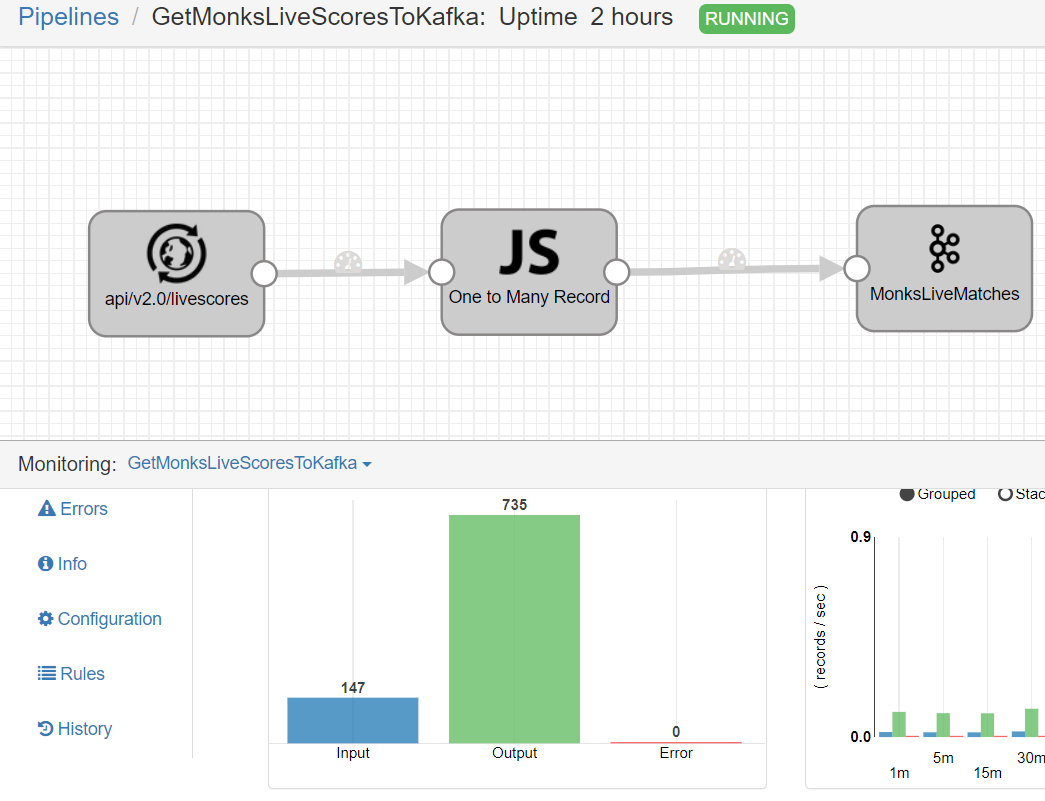 Pipelines / GetMonksLiveScoresToKafka: Uptime 2 hours RUNNING
api/v2.0/livescores
JS
One to Many Record
MonksLiveMatches
Monitoring: GetMonksLiveScoresToKafka
Errors
Info
Configuration
Rules
History
735
147
0
Input Output Error
Grouped Stac
0.9
( records / sec )
0.0
1m 5m 15m 30m